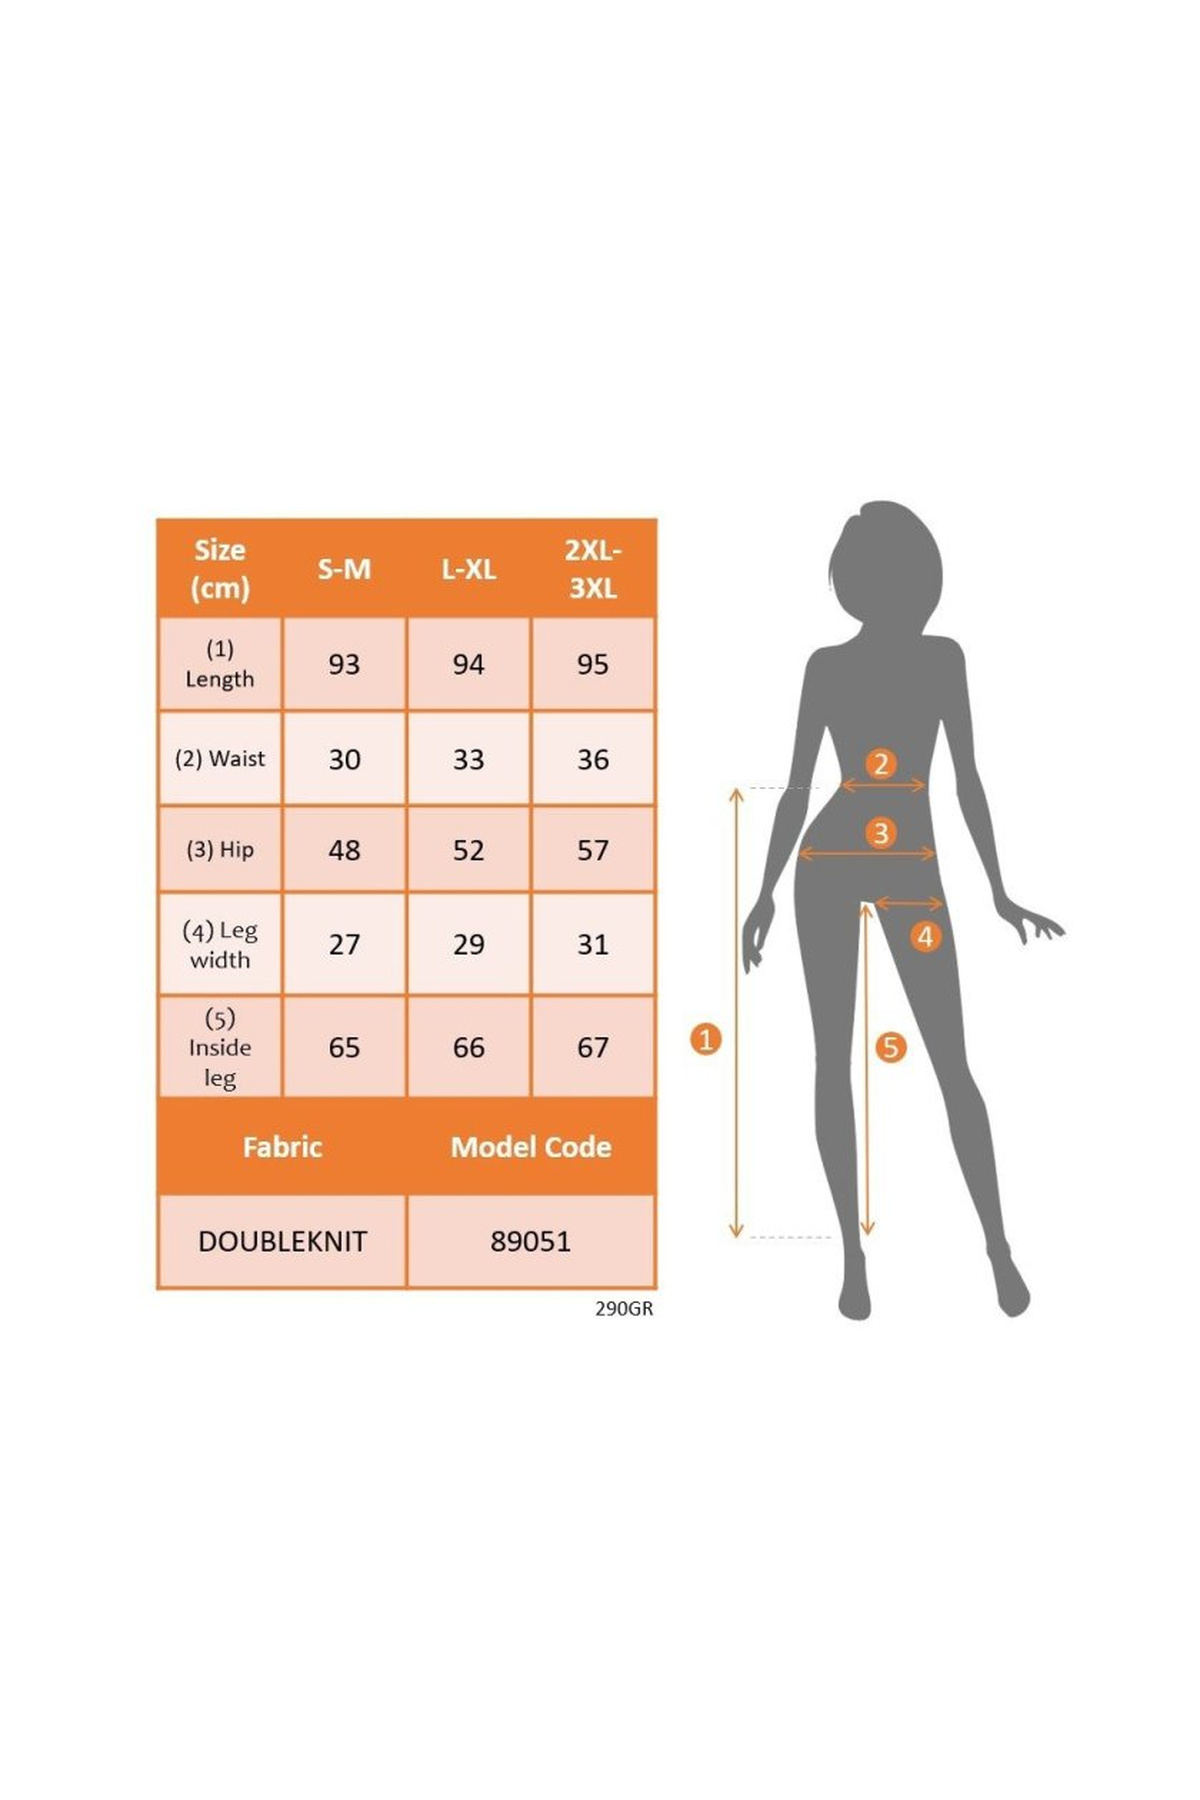 Size
(cm)
S-M
L-XL
2XL-
3XL
(1)
Length
93
94
95
(2) Waist
30
33
36
(3) Hip
48
52
57
(4) Leg
width
27
29
31
(5)
Inside
leg
65
66
67
Fabric
Model Code
DOUBLEKNIT
89051
290GR
2
3
4
1
5